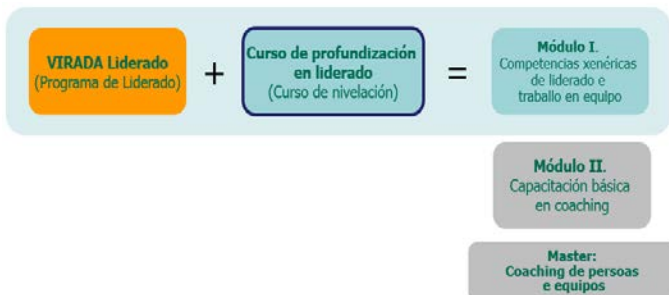 VIRADA Liderado
(Programa de Liderado)
+
Curso de profundización
en liderado
(Curso de nivelación)
=
Módulo I.
Competencias xenéricas
de liderado e
traballo en equipo
Módulo II.
Capacitación básica
en coaching
Master:
Coaching de persoas
e equipos